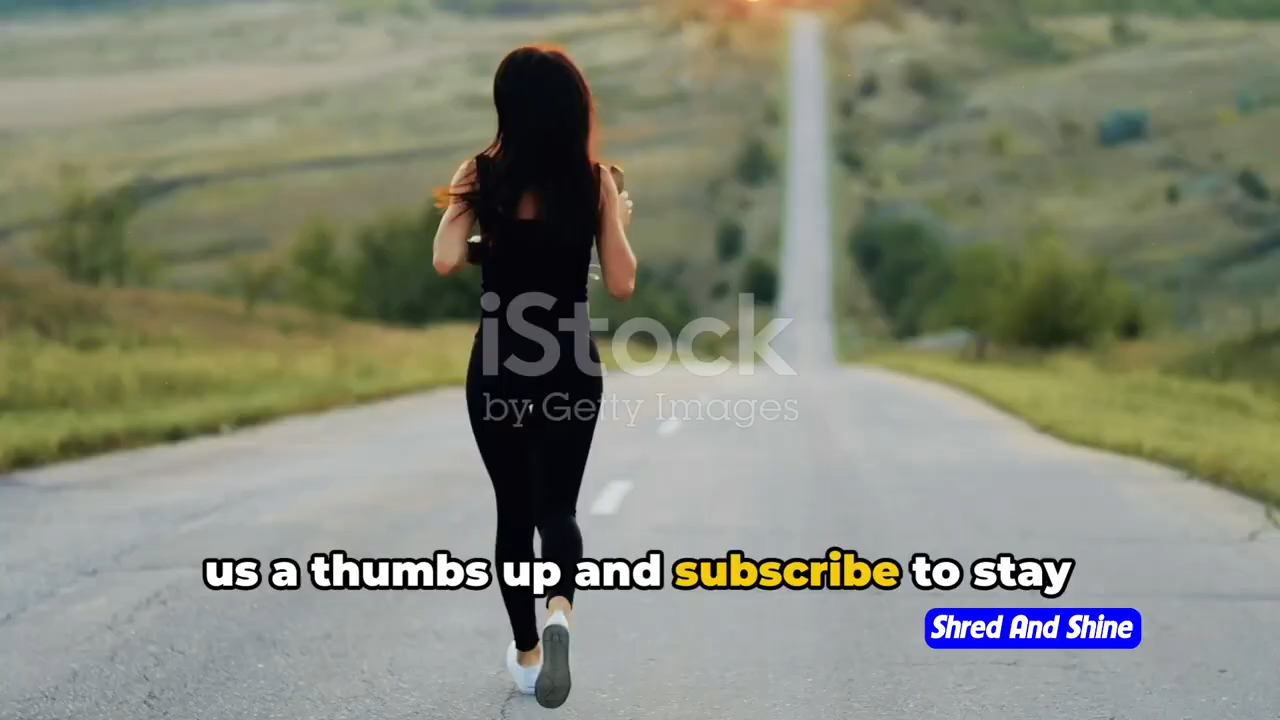 iStock
by Getty Images
us a thumbs up and subscribe to stay
Shred And Shine